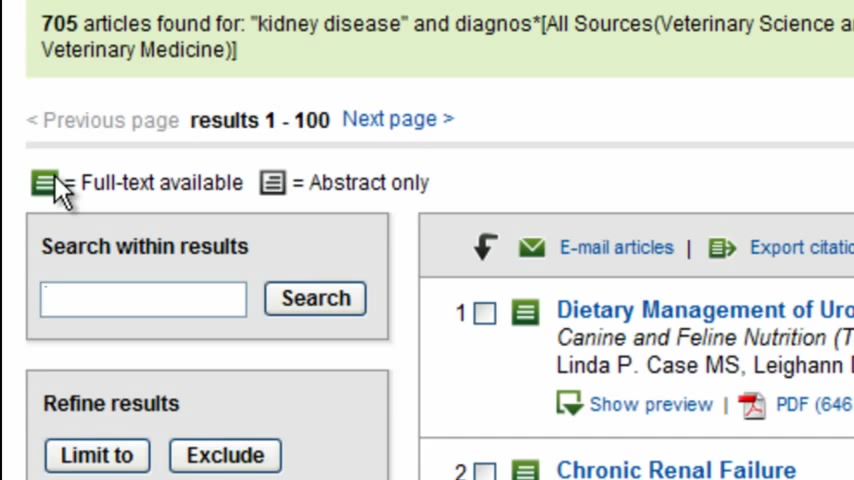 705 articles found for: "kidney disease" and diagnos*[All Sources(Veterinary Science
Veterinary Medicine)]
< Previous page results 1 - 100 Next page >
= Full-text available = Abstract only
Search within results
Search
E-mail articles | Export
1 Dietary Management of
Canine and Feline Nutrition
Linda P. Case MS, Leighann
Show preview | PDF (646
Refine results
Limit to Exclude
2 Chronic Renal Failure